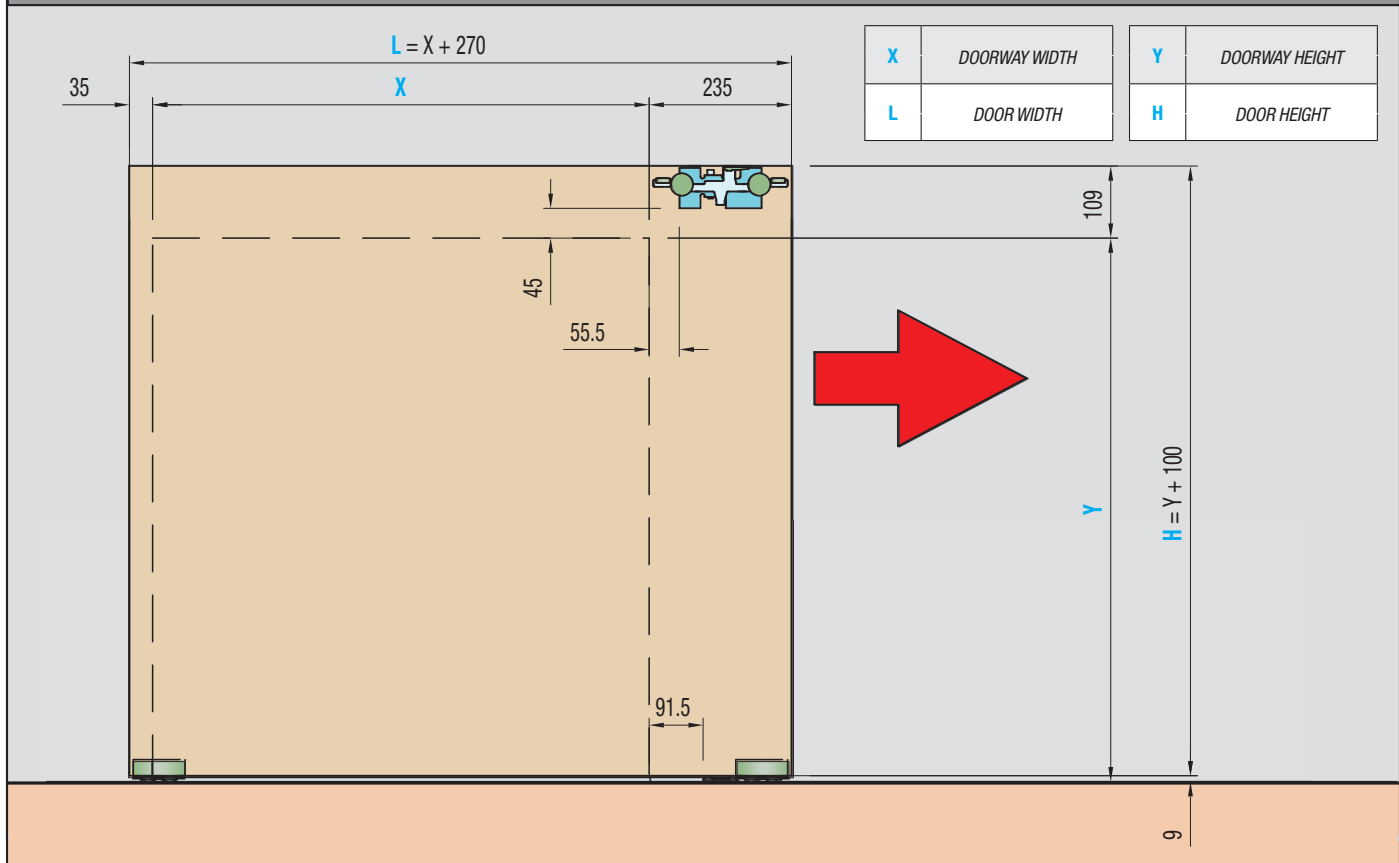 L = X + 270
35
X
235
X DOORWAY WIDTH
L DOOR WIDTH
Y DOORWAY HEIGHT
H DOOR HEIGHT
109
45
55.5
Y
H = Y + 100
91.5
9